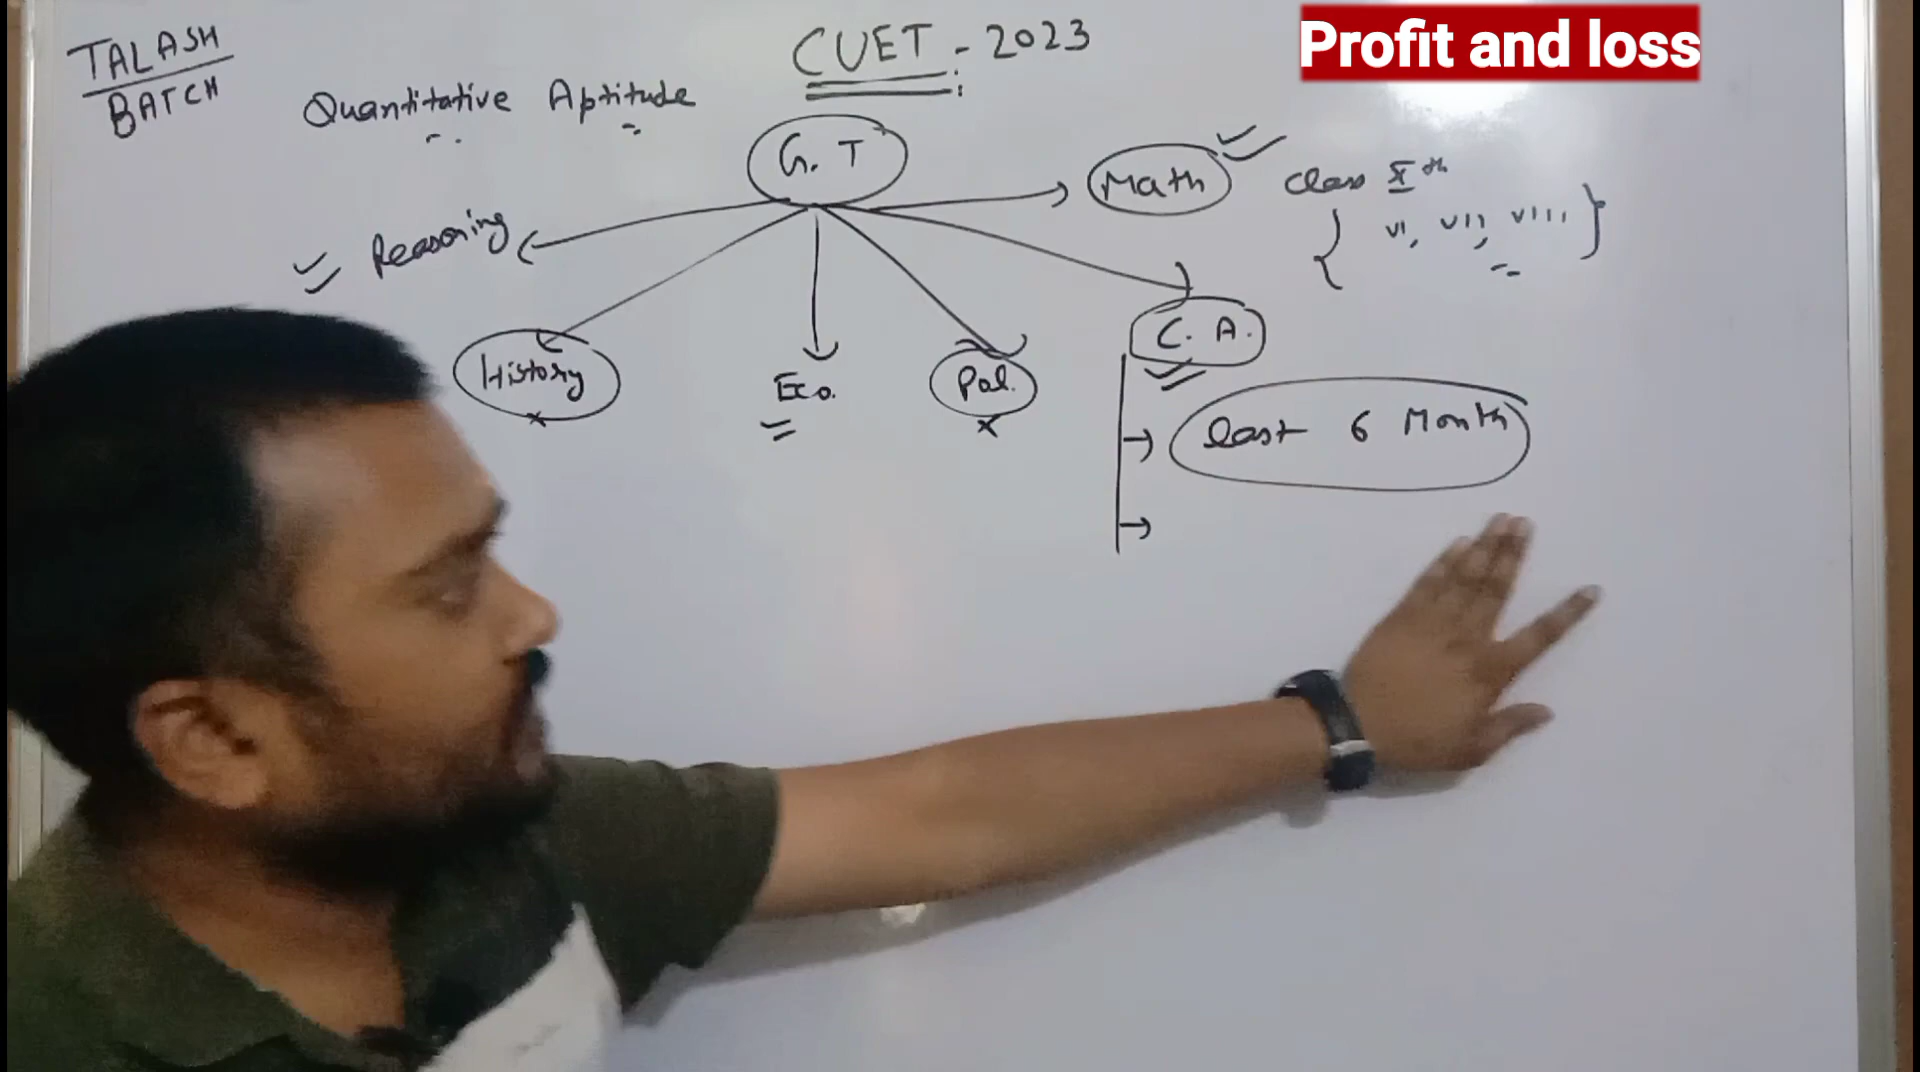 TALASH
BATCH
CUET - 2023
Profit and loss
Quantitative Aptitude
G. T
Math
class X th
VI, VII, VIII,
Reasoning
History
Eco.
Pol.
C. A.
last 6 Month